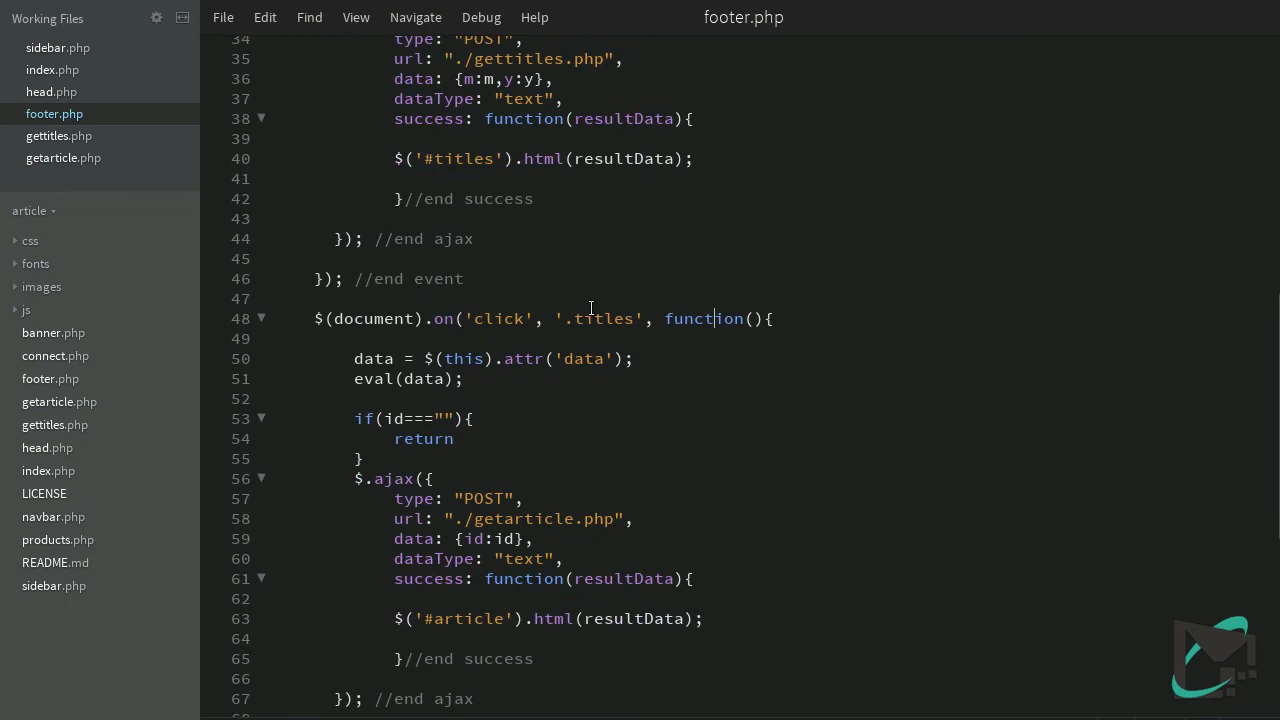 Working Files
File Edit Find View Navigate Debug Help
footer.php
sidebar.php
index.php
head.php
footer.php
gettitles.php
getarticle.php
article
css
fonts
images
js
banner.php
connect.php
footer.php
getarticle.php
gettitles.php
head.php
index.php
LICENSE
navbar.php
products.php
README.md
sidebar.php
34 type: "POST",
35 url: "./gettitles.php",
36 data: {m:m,y:y},
37 dataType: "text",
38 success: function(resultData){
39
40 $('#titles').html(resultData);
41
42 }//end success
43
44 }); //end ajax
45
46 }); //end event
47
48 $(document).on('click', '.titles', function(){
49
50 data = $(this).attr('data');
51 eval(data);
52
53 if(id===""){
54 return
55 }
56 $.ajax({
57 type: "POST",
58 url: "./getarticle.php",
59 data: {id:id},
60 dataType: "text",
61 success: function(resultData){
62
63 $('#article').html(resultData);
64
65 }//end success
66
67 }); //end ajax